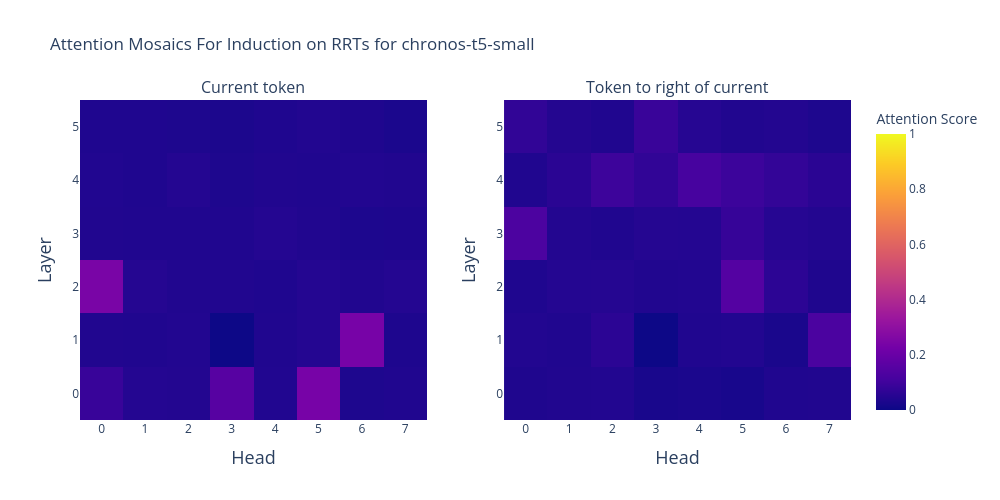 Attention Mosaics For Induction on RRTs for chronos-t5-small
Current token
Token to right of current
Attention Score
Layer
5
4
3
2
1
0
0 1 2 3 4 5 6 7
Head
Layer
5
4
3
2
1
0
0 1 2 3 4 5 6 7
Head
1
0.8
0.6
0.4
0.2
0